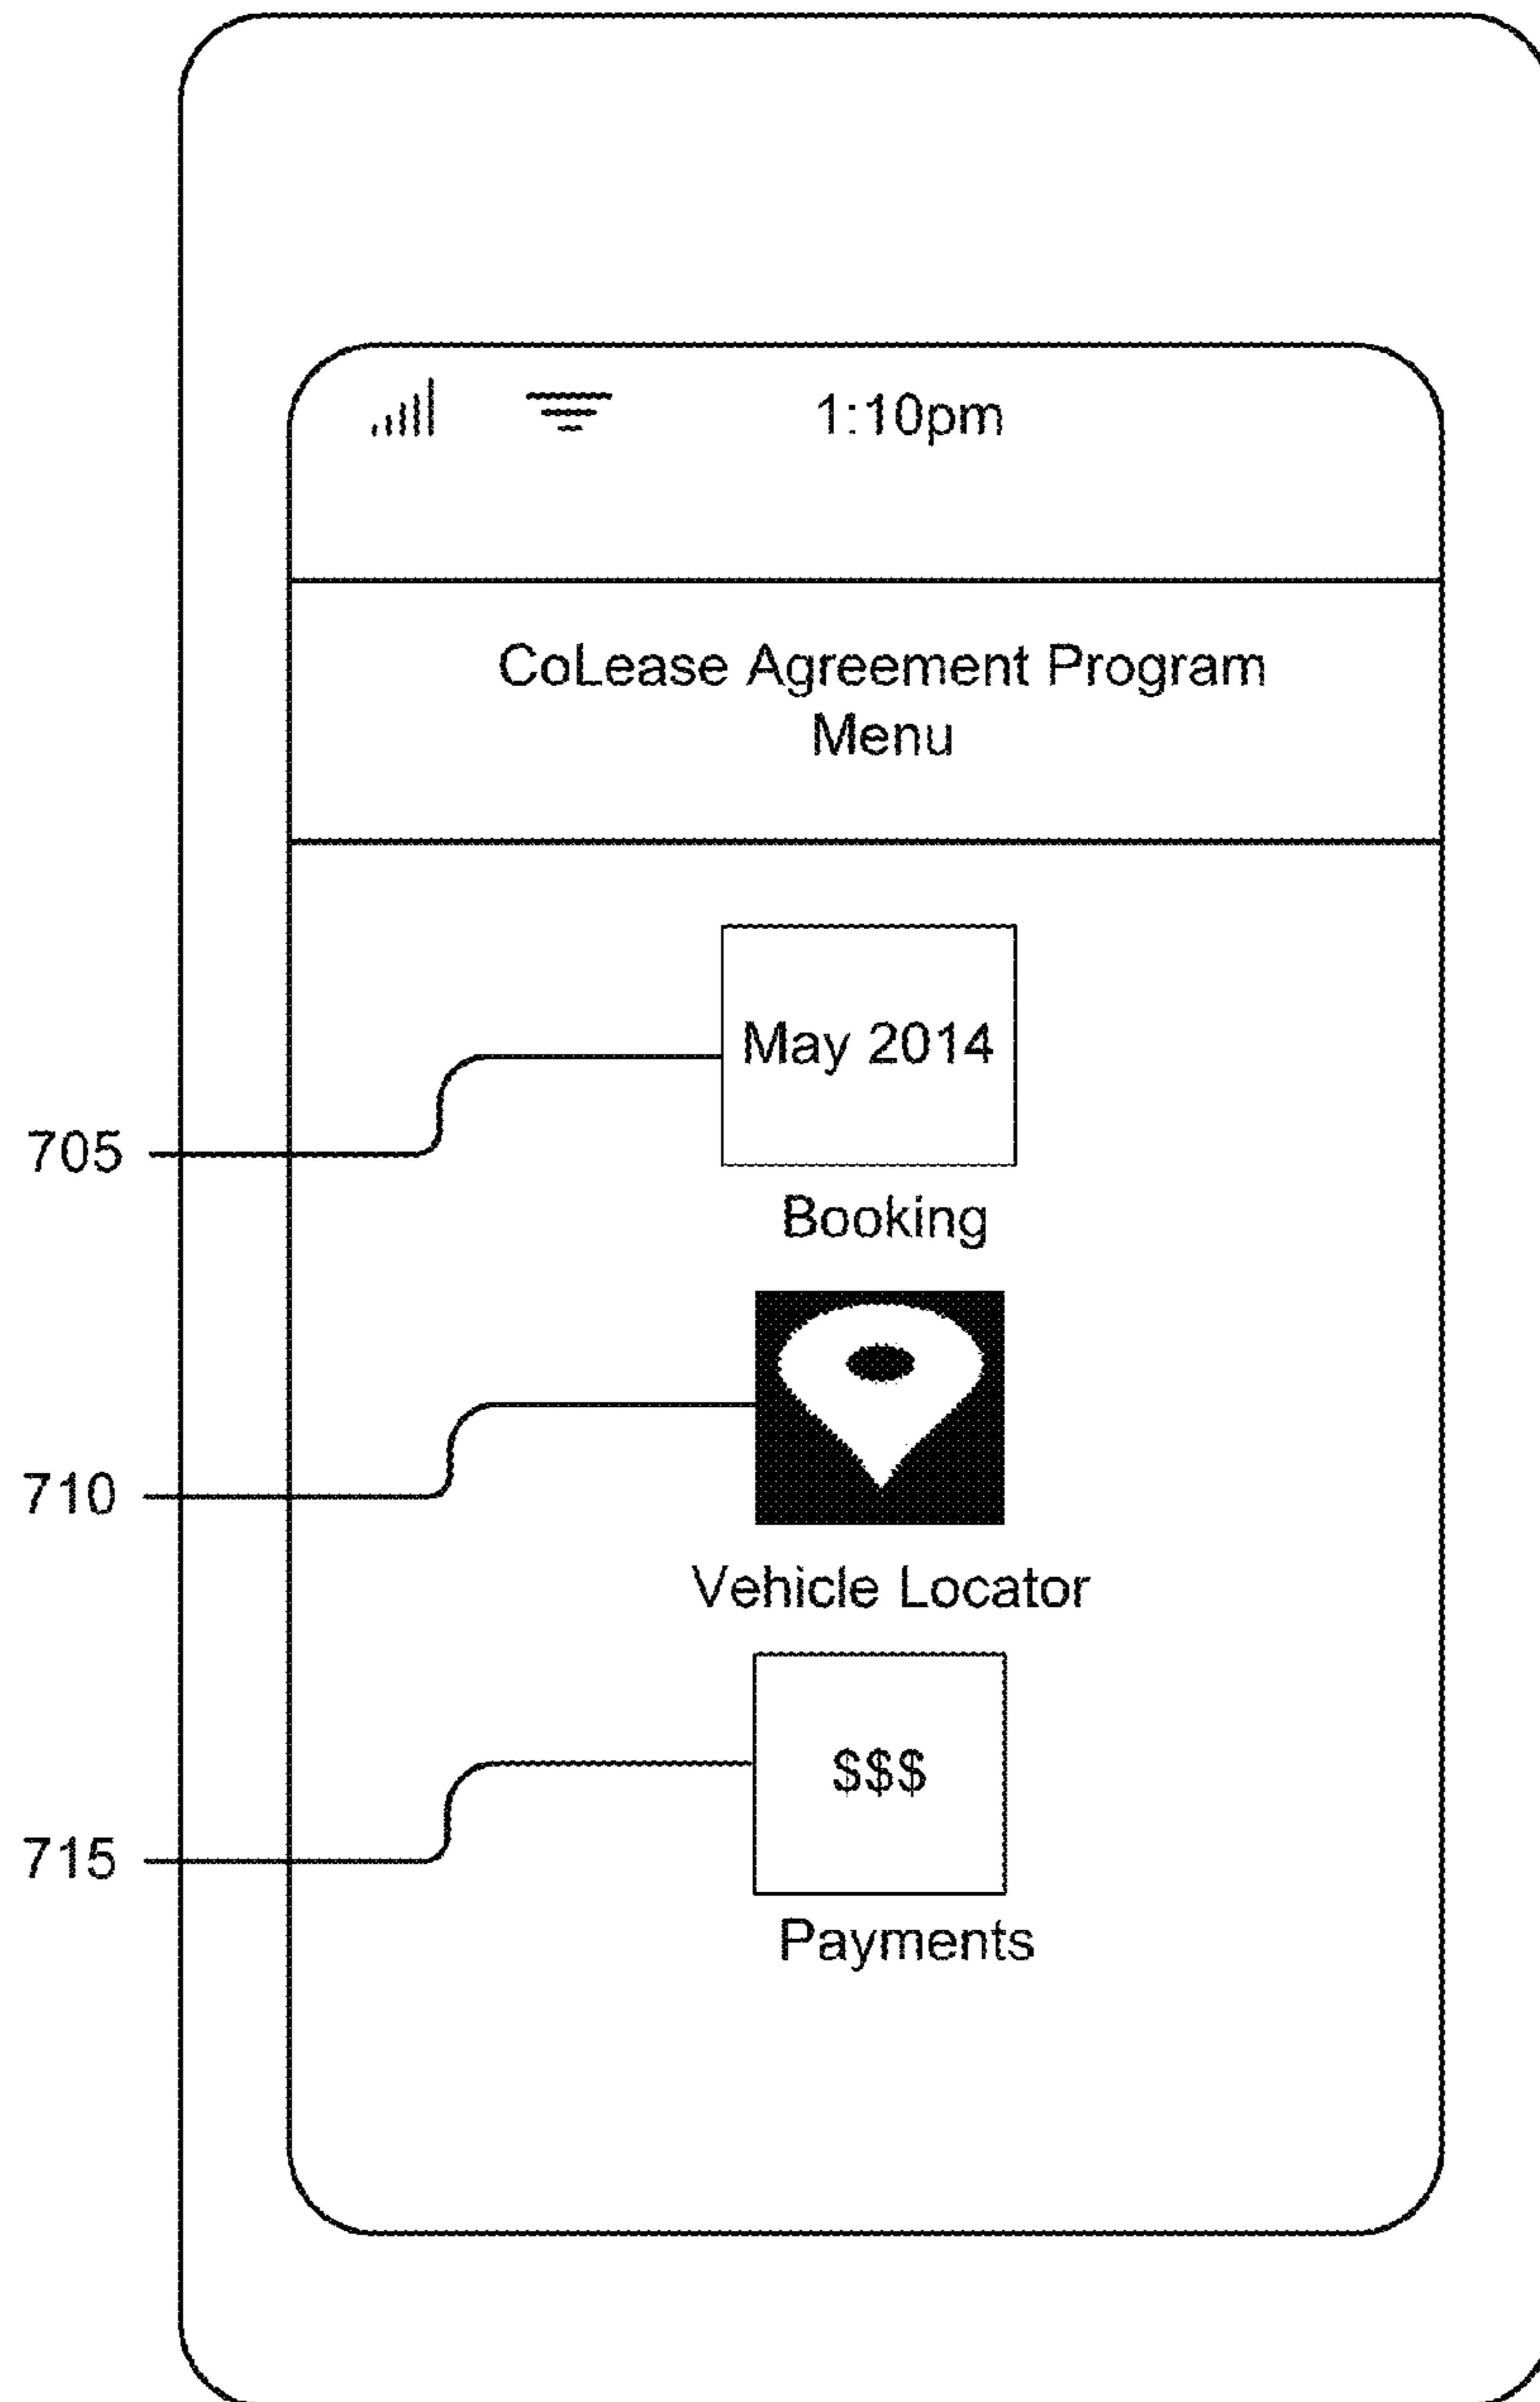 1:10pm
CoLease Agreement Program
Menu
May 2014
705
Booking
710
Vehicle Locator
$$$
715
Payments